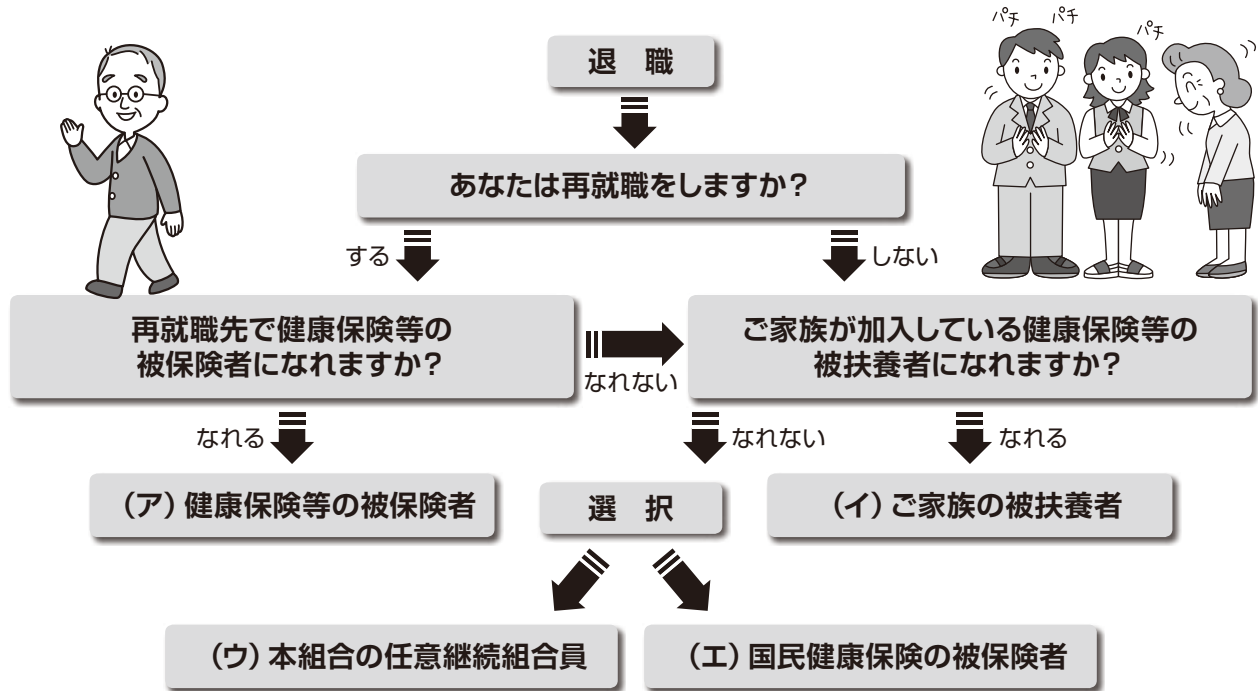 パチ パチ パチ
退 職
あなたは再就職をしますか?
する
しない
再就職先で健康保険等の
被保険者になれますか?
なれない
ご家族が加入している健康保険等の
被扶養者になれますか?
なれる
なれない
なれる
(ア)健康保険等の被保険者
選 択
(イ)ご家族の被扶養者
(ウ)本組合の任意継続組合員
(エ)国民健康保険の被保険者